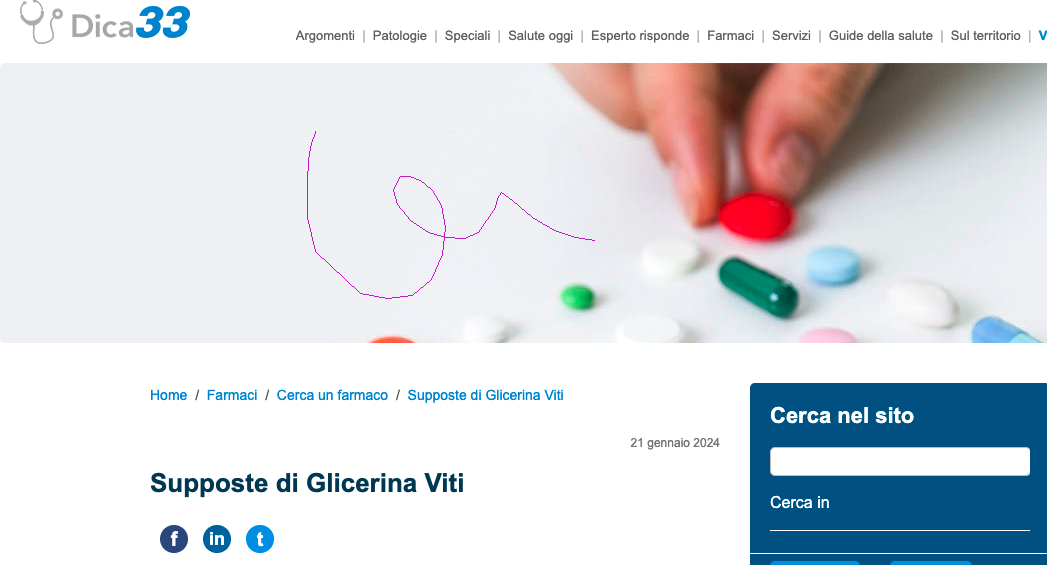 Dica33
Argomenti | Patologie | Speciali | Salute oggi | Esperto risponde | Farmaci | Servizi | Guide della salute | Sul territorio | V
Home / Farmaci / Cerca un farmaco / Supposte di Glicerina Viti
21 gennaio 2024
Supposte di Glicerina Viti
f in t
Cerca nel sito
Cerca in